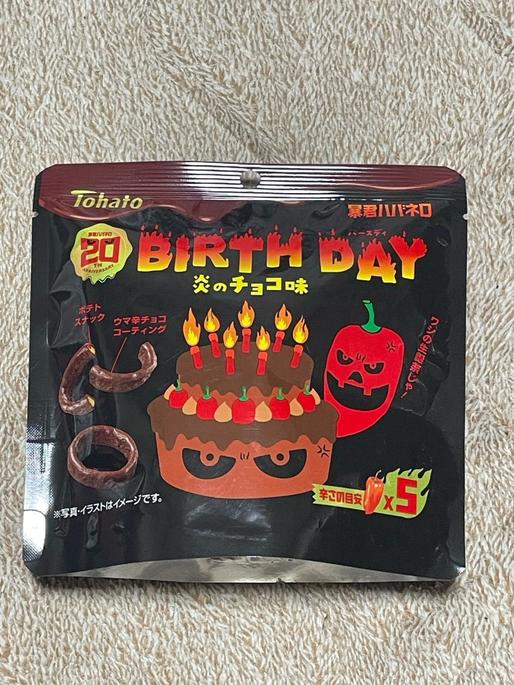 Tohato
暴君ハバネロ
暴君ハバネロ
20
TH
ANNIVERSARY
バースデイ
BIRTH DAY
炎のチョコ味
ポテト
スナック
ウマ辛チョコ
コーティング
ワシの生誕祭じゃ!
辛さの目安
x5
※写真・イラストはイメージです。